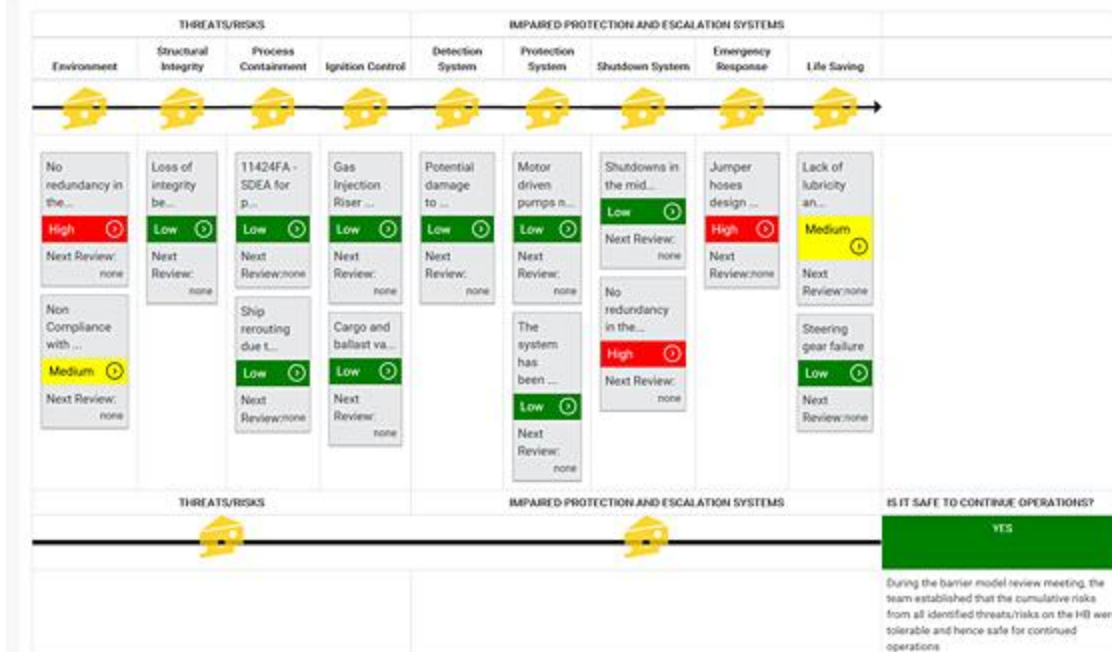 THREATS/RISKS
IMPAIRED PROTECTION AND ESCALATION SYSTEMS
Environment
Structural
Integrity
Process
Containment
Ignition Control
Detection
System
Protection
System
Shutdown System
Emergency
Response
Life Saving
No
redundancy in
the...
High
Next Review:
none
Non
Compliance
with ...
Medium
Next Review:
none
Loss of
integrity
be...
Low
Next
Review:
none
11424FA -
SDEA for
p...
Low
Next
Review:none
Ship
rerouting
due t...
Low
Next
Review:none
Gas
Injection
Riser ...
Low
Next
Review:
none
Cargo and
ballast va...
Low
Next
Review:
none
Potential
damage
to ...
Low
Next
Review:
none
Motor
driven
pumps n...
Low
Next
Review:
none
The
system
has
been ...
Low
Next
Review:
none
Shutdowns in
the mid...
Low
Next Review:
none
No
redundancy
in the...
High
Next Review:
none
Jumper
hoses
design ...
High
Next
Review:none
Lack of
lubricity
an...
Medium
Next
Review:none
Steering
gear failure
Low
Next
Review:none
THREATS/RISKS
IMPAIRED PROTECTION AND ESCALATION SYSTEMS
IS IT SAFE TO CONTINUE OPERATIONS?
YES
During the barrier model review meeting, the
team established that the cumulative risks
from all identified threats/risks on the HB wer
tolerable and hence safe for continued
operations